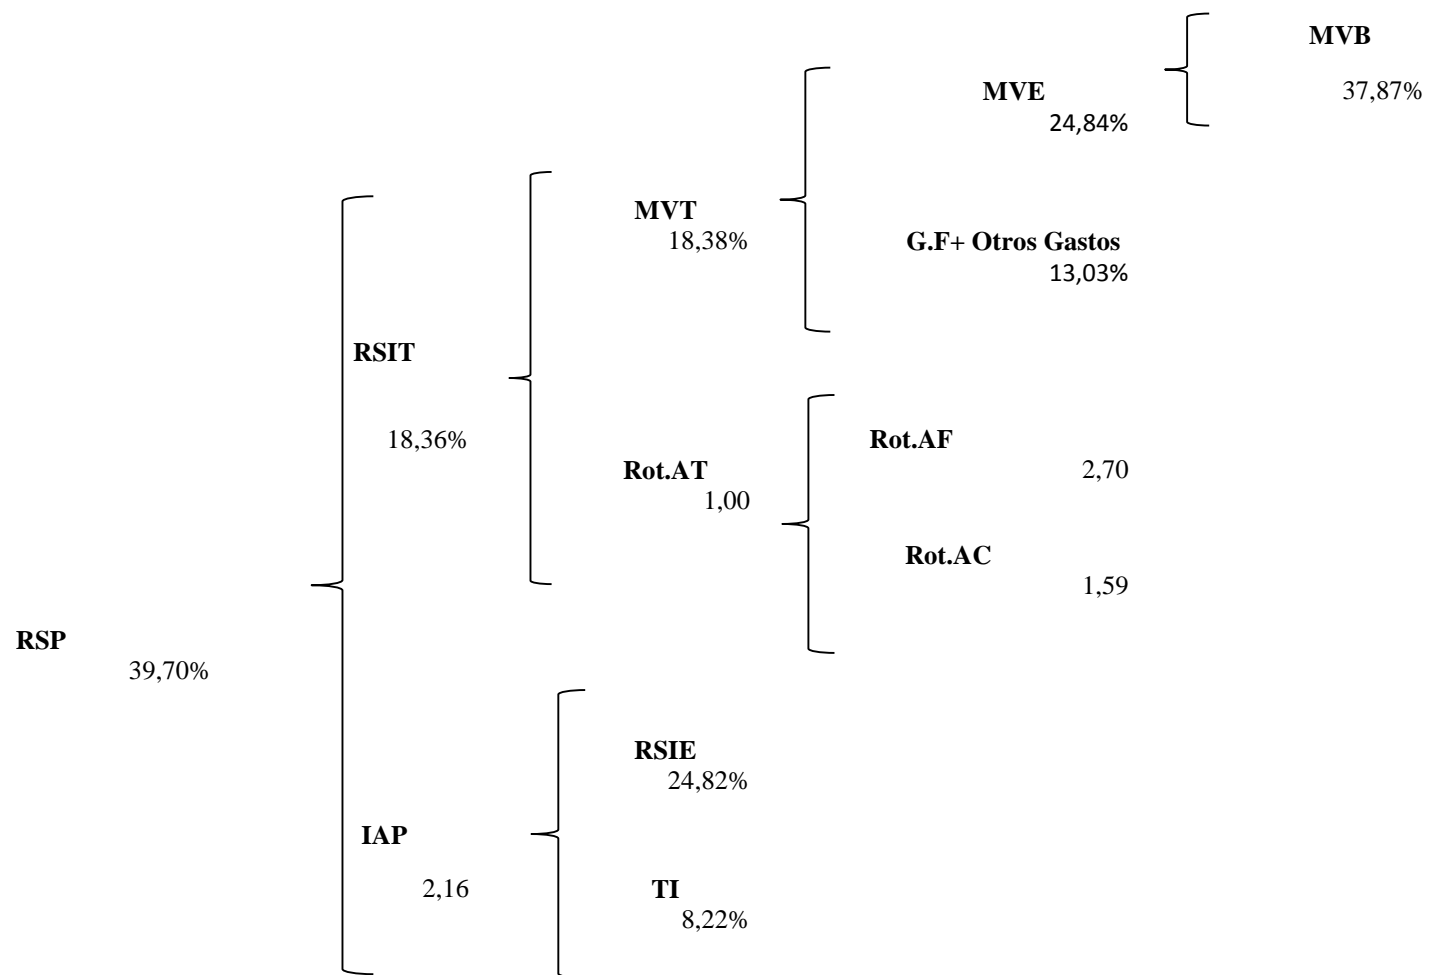 MVB
37,87%
MVE
24,84%
MVT
18,38%
G.F+ Otros Gastos
13,03%
RSIT
18,36%
Rot.AF
2,70
Rot.AT
1,00
Rot.AC
1,59
RSP
39,70%
RSIE
24,82%
IAP
2,16
TI
8,22%